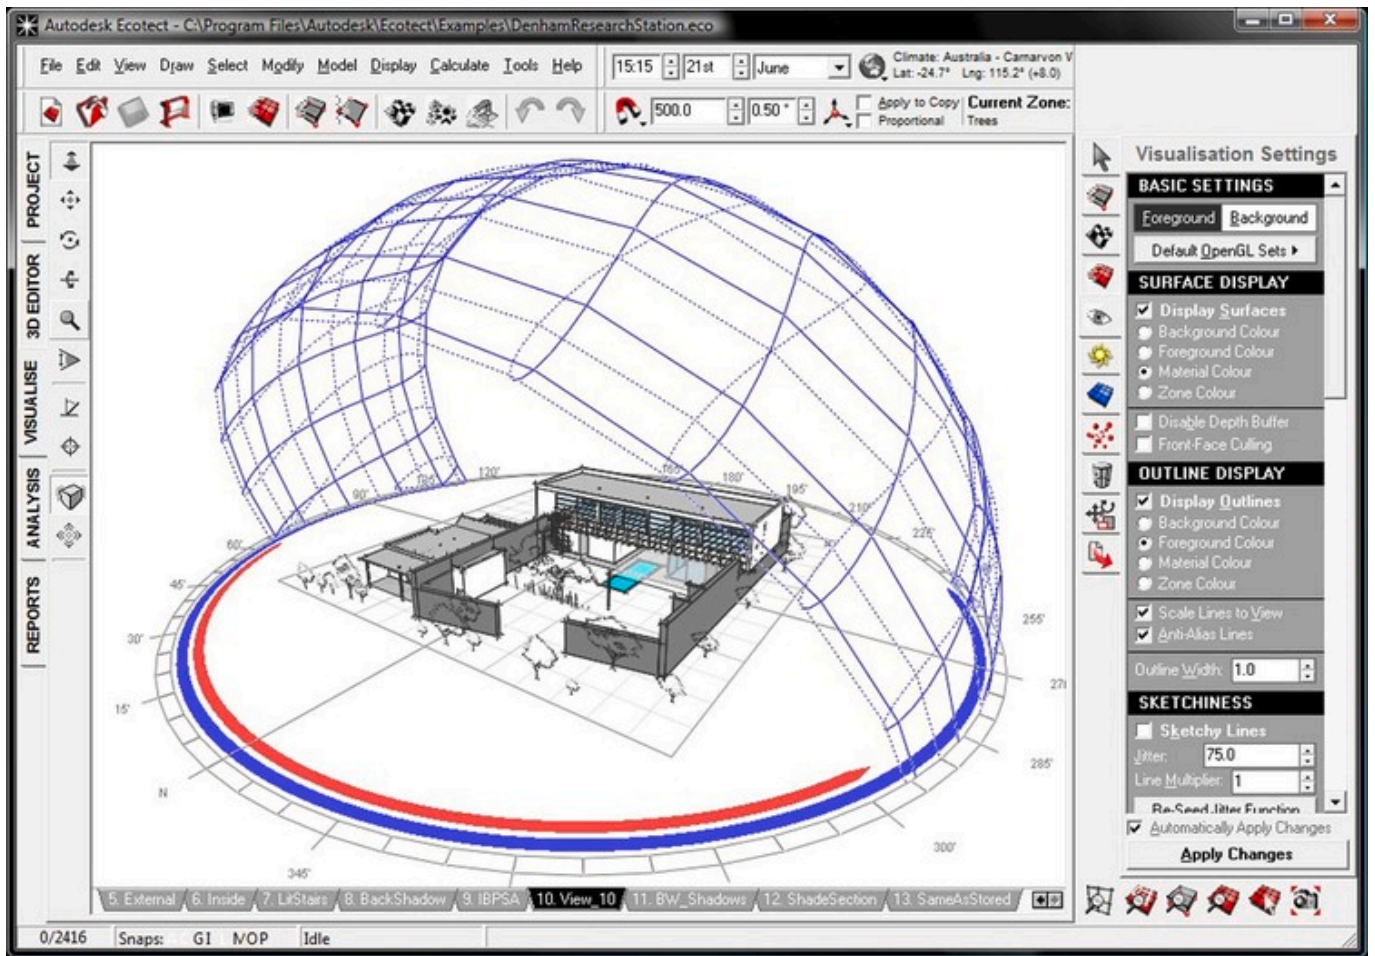 Autodesk Ecotect - C:\Program Files\Autodesk\Ecotect\Examples\DenhamResearchStation.eco
File Edit View Draw Select Modify Model Display Calculate Tools Help
15:15 21st June
Climate: Australia - Carnarvon V
Lat: -24.7° Lng: 115.2° (+8.0)
500.0 0.50 °
Apply to Copy
Proportional
Current Zone:
Trees
PROJECT
3D EDITOR
VISUALISE
ANALYSIS
REPORTS
Visualisation Settings
BASIC SETTINGS
Foreground Background
Default OpenGL Sets
SURFACE DISPLAY
Display Surfaces
Background Colour
Foreground Colour
Material Colour
Zone Colour
Disable Depth Buffer
Front-Face Culling
OUTLINE DISPLAY
Display Outlines
Background Colour
Foreground Colour
Material Colour
Zone Colour
Scale Lines to View
Anti-Alias Lines
Outline Width: 1.0
SKETCHINESS
Sketchy Lines
Jitter: 75.0
Line Multiplier: 1
Re-Seed Jitter Function
Automatically Apply Changes
Apply Changes
120°
180°
195°
210°
225°
90°
60°
45°
30°
15°
N
345°
300°
285°
255°
5. External 6. Inside 7. LitStairs 8. BackShadow 9. IBPSA 10. View_10 11. BW_Shadows 12. ShadeSection 13. SameAsStored
0/2416 Snaps: GI MOP Idle